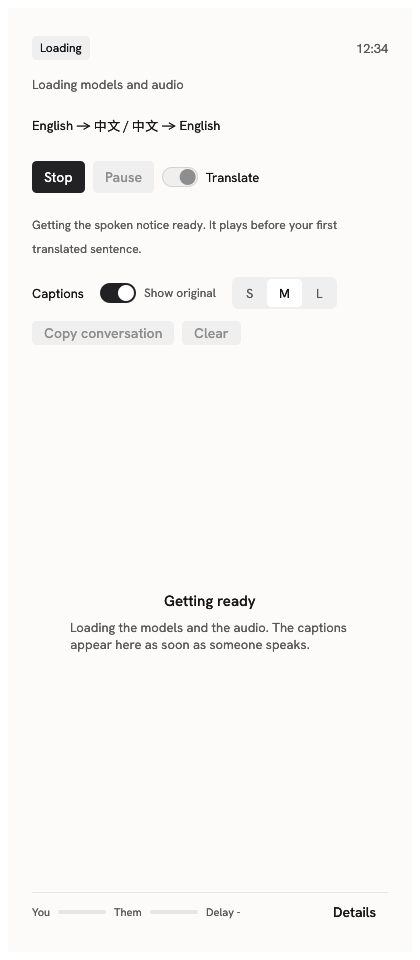 Loading
12:34
Loading models and audio
English → 中文 / 中文 → English
Stop
Pause
Translate
Getting the spoken notice ready. It plays before your first
translated sentence.
Captions
Show original
S
M
L
Copy conversation
Clear
Getting ready
Loading the models and the audio. The captions
appear here as soon as someone speaks.
You
Them
Delay -
Details